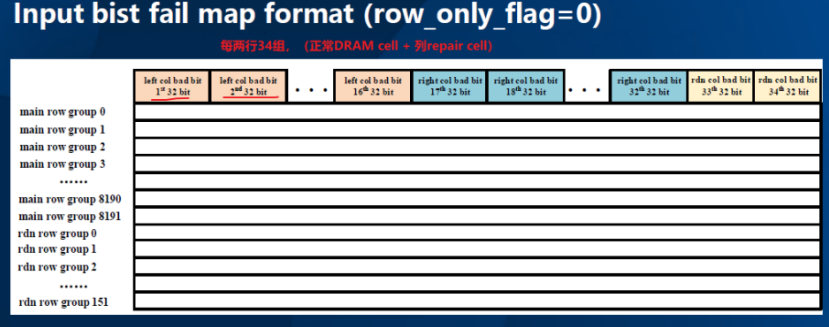 Input bist fail map format (row_only_flag=0)
每两行34组，（正常DRAM cell + 列repair cell）
left col bad bit 1st 32 bit
left col bad bit 2nd 32 bit
· · ·
left col bad bit 16th 32 bit
right col bad bit 17th 32 bit
right col bad bit 18th 32 bit
· · ·
right col bad bit 32th 32 bit
rdn col bad bit 33th 32 bit
rdn col bad bit 34th 32 bit
main row group 0
main row group 1
main row group 2
main row group 3
······
main row group 8190
main row group 8191
rdn row group 0
rdn row group 1
rdn row group 2
······
rdn row group 151